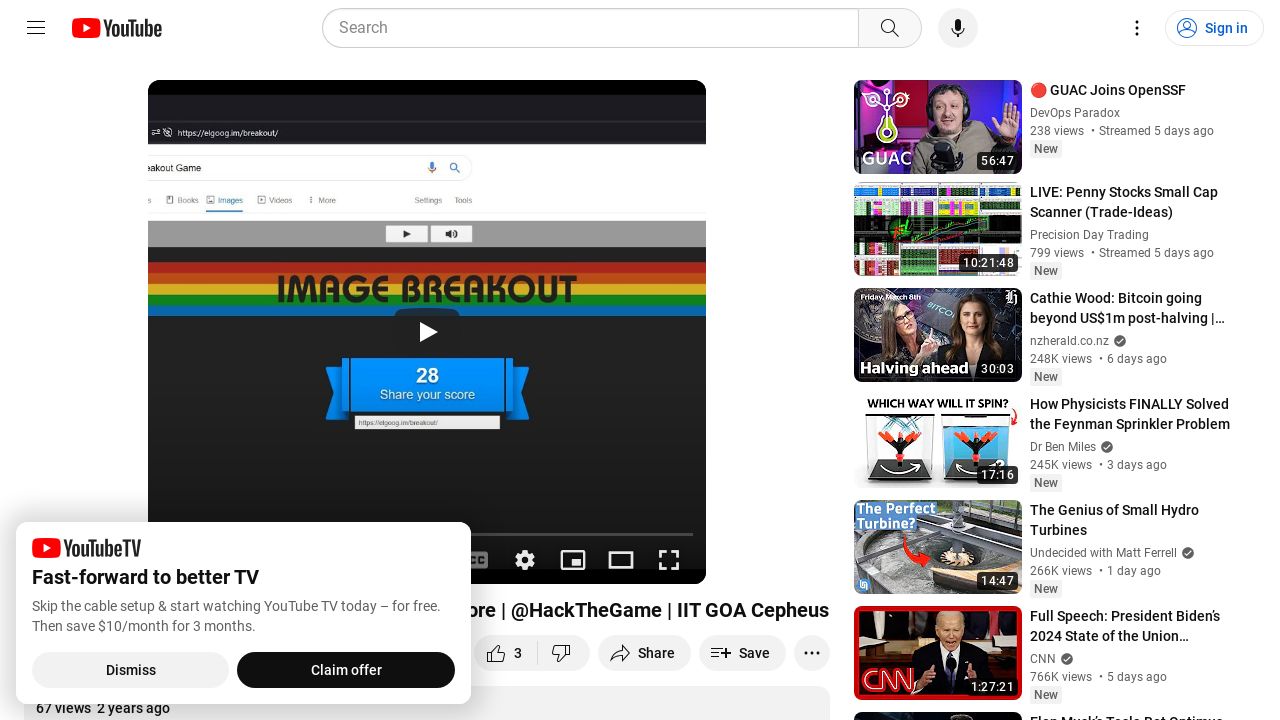 YouTube
Search
Sign in
https://elgoog.im/breakout/
eakout Game
Books
Images
Videos
More
Settings
Tools
IMAGE BREAKOUT
28
Share your score
https://elgoog.im/breakout/
CC
YouTubeTV
Fast-forward to better TV
Skip the cable setup & start watching YouTube TV today – for free.
Then save $10/month for 3 months.
Dismiss
Claim offer
ore | @HackTheGame | IIT GOA Cepheus
3
Share
Save
67 views 2 years ago
GUAC
56:47
🔴 GUAC Joins OpenSSF
DevOps Paradox
238 views • Streamed 5 days ago
New
10:21:48
LIVE: Penny Stocks Small Cap
Scanner (Trade-Ideas)
Precision Day Trading
799 views • Streamed 5 days ago
New
Friday, March 8th
BITCOI
Halving ahead
30:03
Cathie Wood: Bitcoin going
beyond US$1m post-halving |...
nzherald.co.nz
248K views • 6 days ago
New
WHICH WAY WILL IT SPIN?
?
17:16
How Physicists FINALLY Solved
the Feynman Sprinkler Problem
Dr Ben Miles
245K views • 3 days ago
New
The Perfect
Turbine?
14:47
The Genius of Small Hydro
Turbines
Undecided with Matt Ferrell
266K views • 1 day ago
New
CNN
1:27:21
Full Speech: President Biden's
2024 State of the Union...
CNN
766K views • 5 days ago
New
Elon Musk's Tesla Bot Optimus